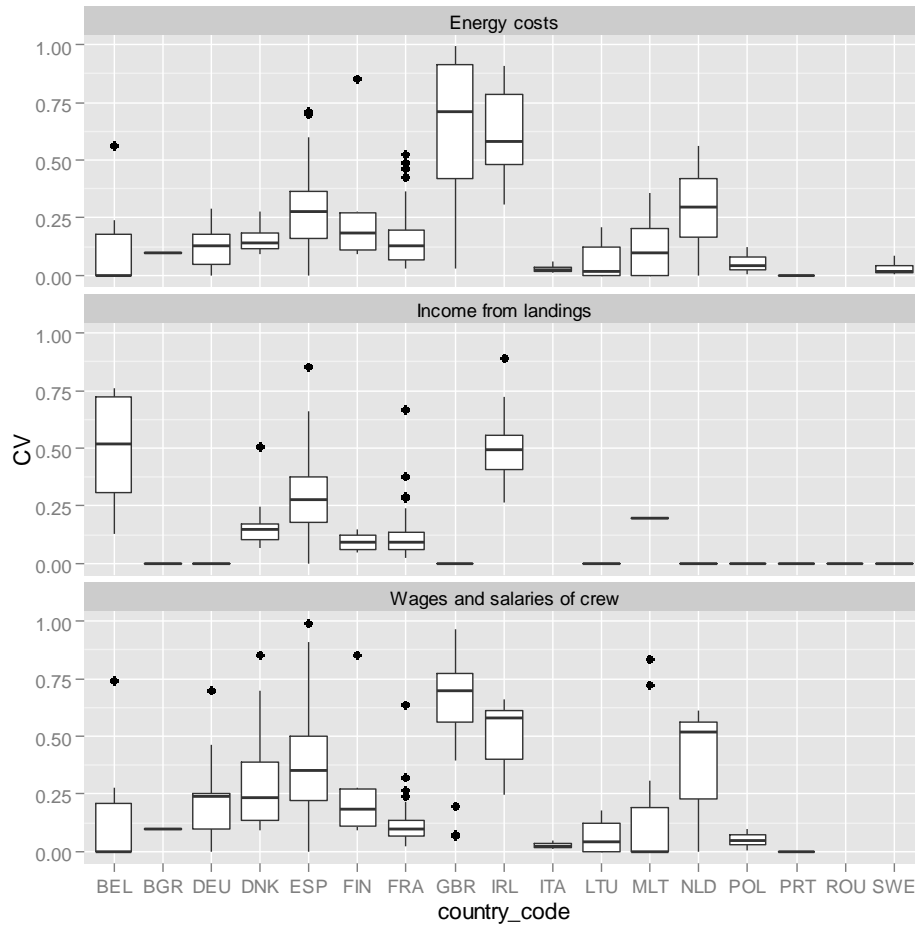 Energy costs
1.00
0.75
0.50
0.25
0.00
Income from landings
1.00
0.75
0.50
0.25
0.00
CV
Wages and salaries of crew
1.00
0.75
0.50
0.25
0.00
BEL BGR DEU DNK ESP FIN FRA GBR IRL ITA LTU MLT NLD POL PRT ROU SWE
country_code